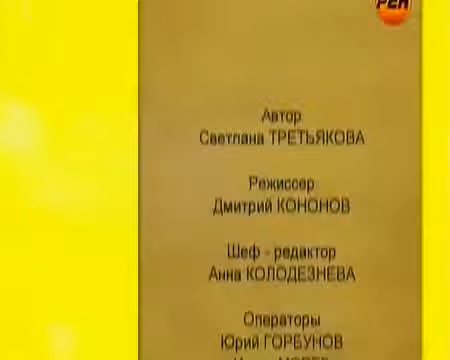 РЕН
Автор
Светлана ТРЕТЬЯКОВА
Режиссер
Дмитрий КОНОНОВ
Шеф - редактор
Анна КОЛОДЕЗНЕВА
Операторы
Юрий ГОРБУНОВ